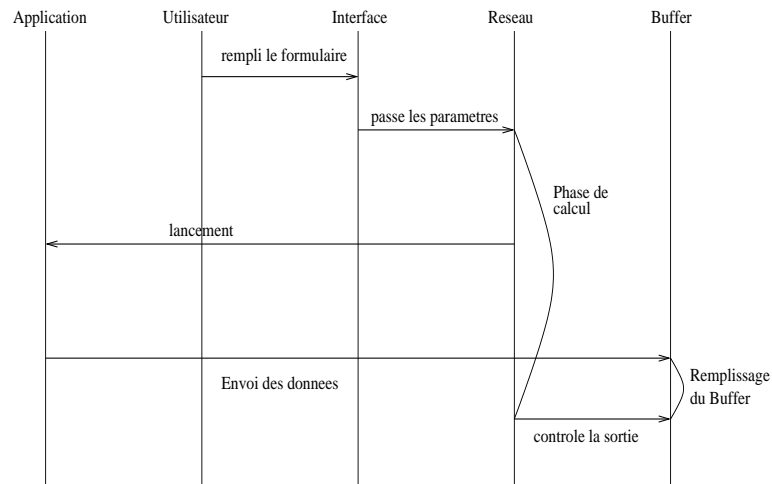 Application
Utilisateur
Interface
Reseau
Buffer
rempli le formulaire
passe les parametres
Phase de
calcul
lancement
Envoi des donnees
Remplissage
du Buffer
controle la sortie